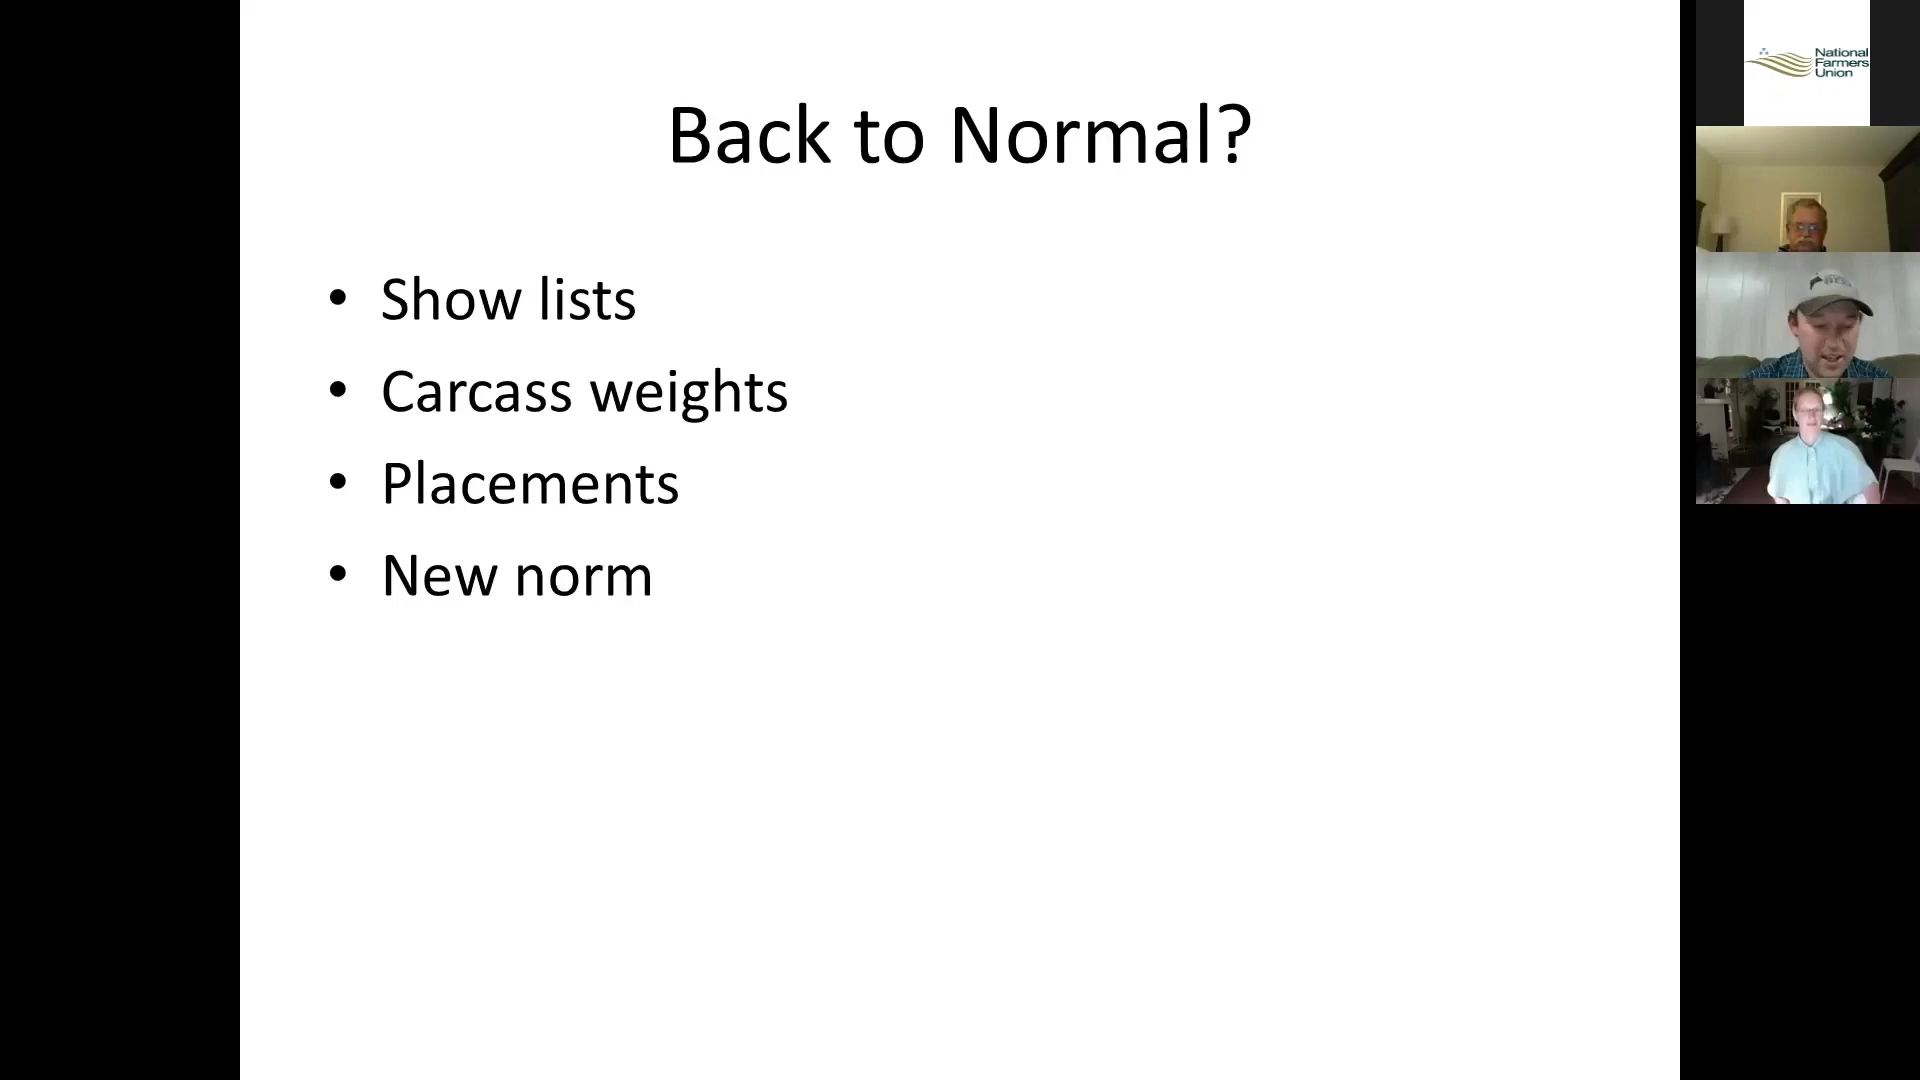 Back to Normal?
• Show lists
• Carcass weights
• Placements
• New norm
National
Farmers
Union